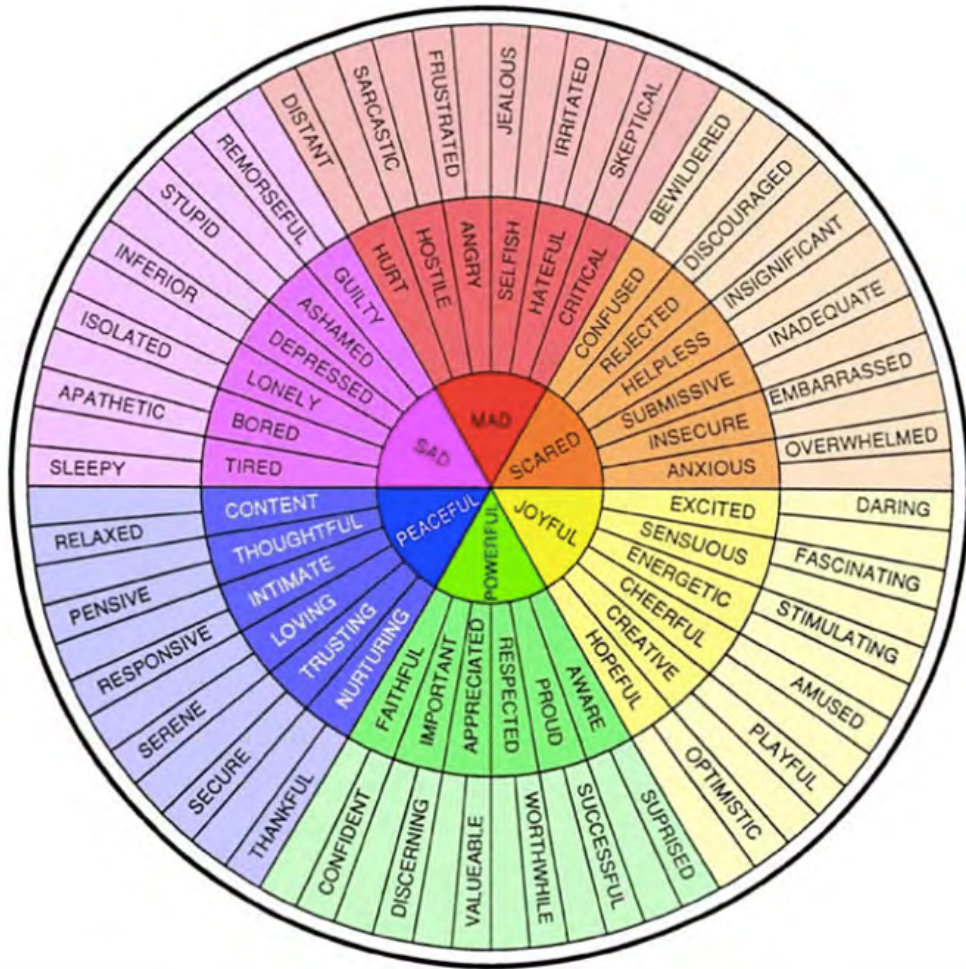 MAD
SCARED
JOYFUL
POWERFUL
PEACEFUL
SAD
HURT
HOSTILE
ANGRY
SELFISH
HATEFUL
CRITICAL
CONFUSED
REJECTED
HELPLESS
SUBMISSIVE
INSECURE
ANXIOUS
EXCITED
SENSUOUS
ENERGETIC
CHEERFUL
CREATIVE
HOPEFUL
AWARE
PROUD
RESPECTED
APPRECIATED
IMPORTANT
FAITHFUL
NURTURING
TRUSTING
LOVING
INTIMATE
THOUGHTFUL
CONTENT
TIRED
BORED
LONELY
DEPRESSED
ASHAMED
GUILTY
DISTANT
SARCASTIC
FRUSTRATED
JEALOUS
IRRITATED
SKEPTICAL
BEWILDERED
DISCOURAGED
INSIGNIFICANT
INADEQUATE
EMBARRASSED
OVERWHELMED
DARING
FASCINATING
STIMULATING
AMUSED
PLAYFUL
OPTIMISTIC
SUPRISED
SUCCESSFUL
WORTHWHILE
VALUEABLE
DISCERNING
CONFIDENT
THANKFUL
SECURE
SERENE
RESPONSIVE
PENSIVE
RELAXED
SLEEPY
APATHETIC
ISOLATED
INFERIOR
STUPID
REMORSEFUL